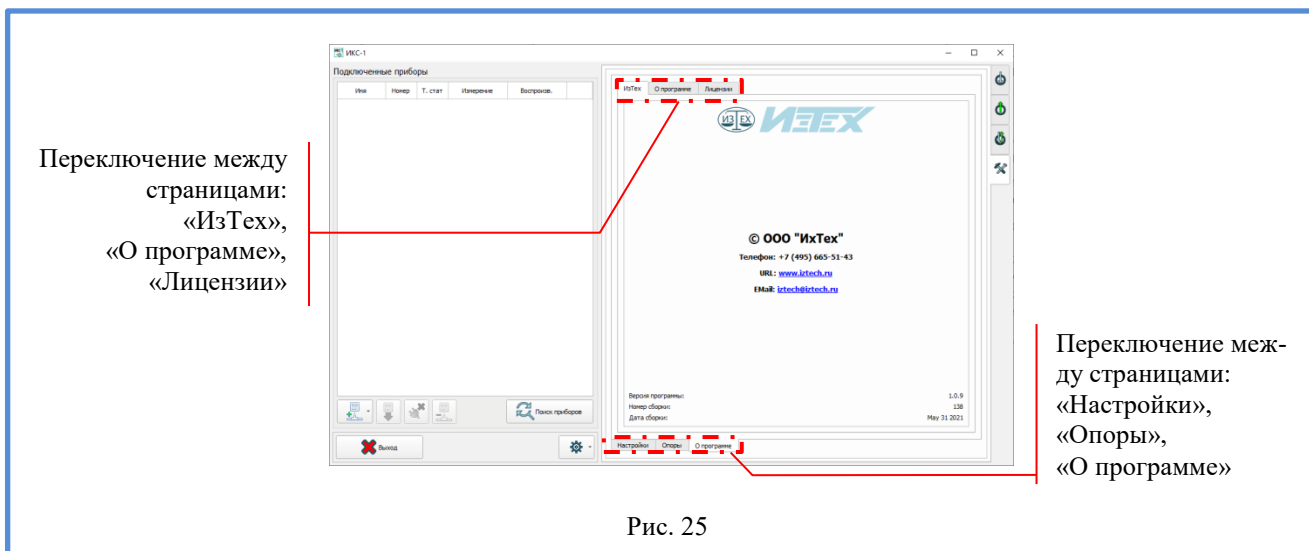 ИКС-1
Подключенные приборы
Имя Номер Т. стат Измерение Воспроизв.
ИзТех О программе Лицензии
ИЗ ЕХ ИЗТЕХ
Переключение между
страницами:
«ИзТех»,
«О программе»,
«Лицензии»
© ООО "ИхТех"
Телефон: +7 (495) 665-51-43
URL: www.iztech.ru
EMail: iztech@iztech.ru
Переключение меж-
ду страницами:
«Настройки»,
«Опоры»,
«О программе»
Версия программы: 1.0.9
Номер сборки: 138
Дата сборки: May 31 2021
Поиск приборов
Выход
Настройки Опоры О программе
Рис. 25